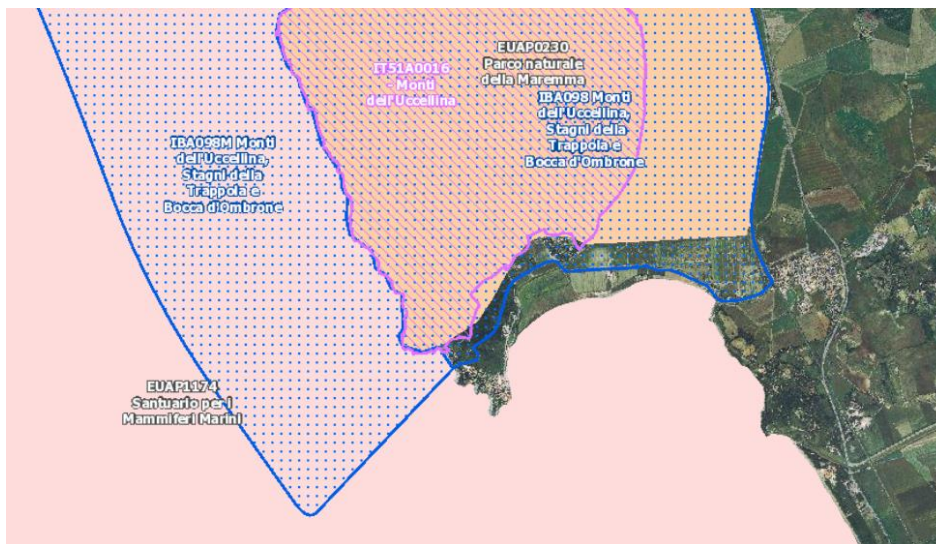 EUAP0230
Parco naturale
della Maremma
IT51A0016
- Monti
dell'Uccellina
IBA098 Monti
dell'Uccellina,
Stagni della
Trappola e
Bocca d'Ombrone
IBA098M Monti
dell'Uccellina,
Stagni della
Trappola e
Bocca d'Ombrone
EUAP1174
Santuario per i
Mammiferi Marini